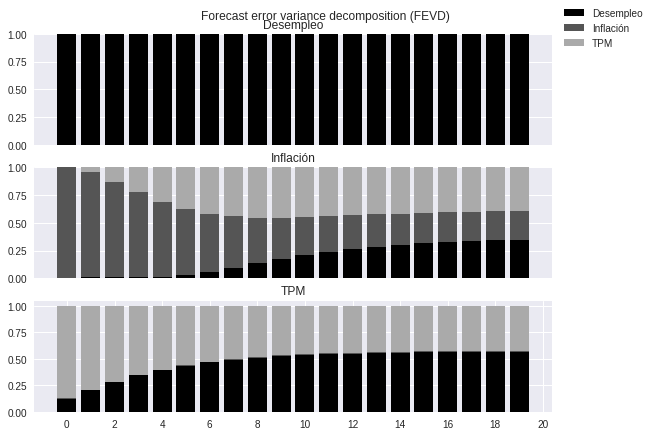 Forecast error variance decomposition (FEVD)
Desempleo
Inflación
TPM
Desempleo
1.00
0.75
0.50
0.25
0.00
Inflación
1.00
0.75
0.50
0.25
0.00
TPM
1.00
0.75
0.50
0.25
0.00
0 2 4 6 8 10 12 14 16 18 20